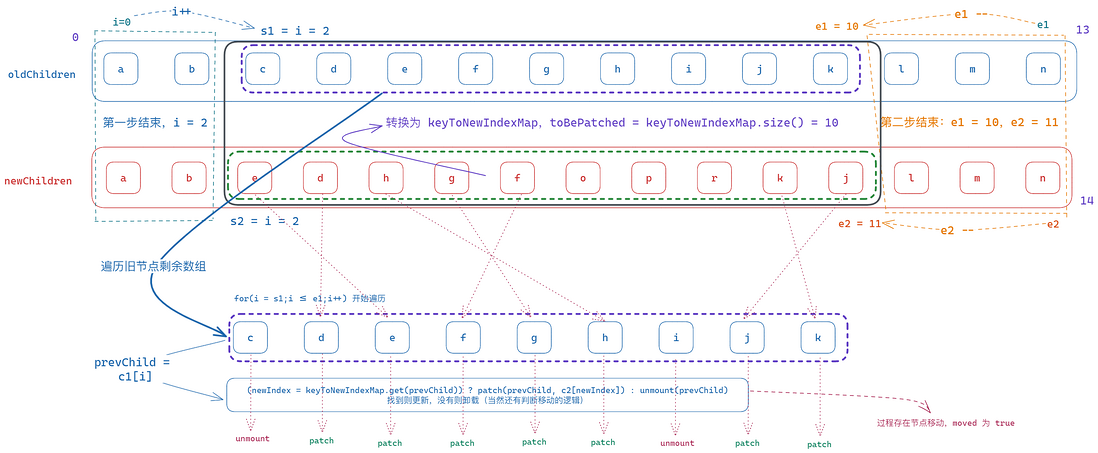 i=0
i++
s1 = i = 2
e1 = 10
e1 --
e1
0
13
oldChildren
a b c d e f g h i j k l m n
第一步结束，i = 2
转换为 keyToNewIndexMap，toBePatched = keyToNewIndexMap.size() = 10
第二步结束：e1 = 10，e2 = 11
newChildren
a b e d h g f o p r k j l m n
14
s2 = i = 2
e2 = 11
e2 --
e2
遍历旧节点剩余数组
for(i = s1;i ≤ e1;i++) 开始遍历
c d e f g h i j k
prevChild =
c1[i]
(newIndex = keyToNewIndexMap.get(prevChild)) ? patch(prevChild, c2[newIndex]) : unmount(prevChild)
找到则更新，没有则卸载（当然还有判断移动的逻辑）
过程存在节点移动，moved 为 true
unmount patch patch patch patch patch unmount patch patch